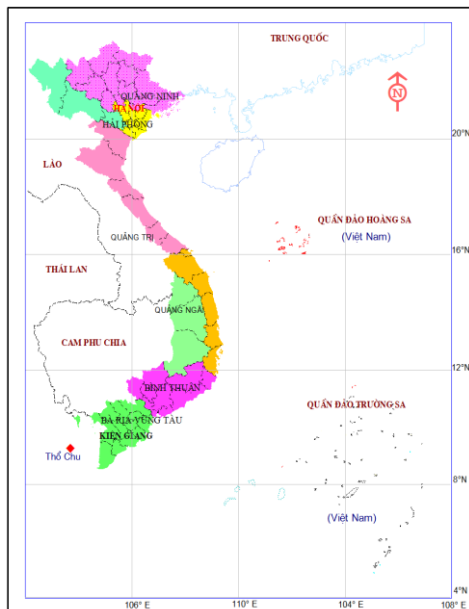 TRUNG QUỐC
QUẢNG NINH
HÀ NỘI
HẢI PHÒNG
20°N
LÀO
QUẦN ĐẢO HOÀNG SA
(Việt Nam)
QUẢNG TRỊ
16°N
THÁI LAN
QUẢNG NGÃI
CAM PHU CHIA
12°N
BÌNH THUẬN
QUẦN ĐẢO TRƯỜNG SA
BÀ RỊA-VŨNG TÀU
KIÊN GIANG
Thổ Chu
8°N
(Việt Nam)
4°N
106° E
110° E
104° E
N